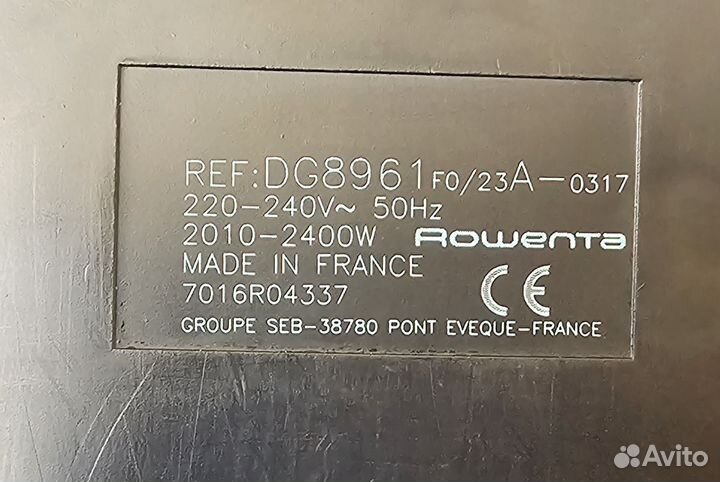 REF:DG8961F0/23A-0317
220-240V~ 50Hz
2010-2400W Rowenta
MADE IN FRANCE
7016R04337 CE
GROUPE SEB-38780 PONT EVEQUE-FRANCE
Avito